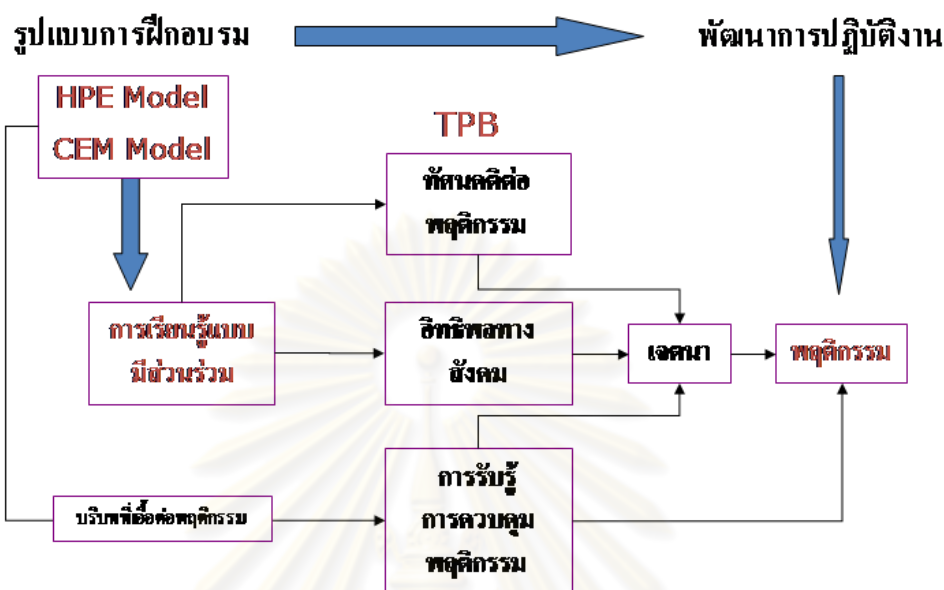 รูปแบบการฝึกอบรม
พัฒนาการปฏิบัติงาน
HPE Model
CEM Model
TPB
ทัศนคติต่อ
พฤติกรรม
การเรียนรู้แบบ
มีส่วนร่วม
อิทธิพลทาง
สังคม
เจตนา
พฤติกรรม
บริบทที่เอื้อต่อพฤติกรรม
การรับรู้
การควบคุม
พฤติกรรม